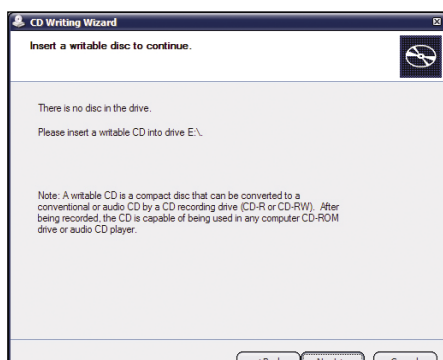 CD Writing Wizard
Insert a writable disc to continue.
There is no disc in the drive.
Please insert a writable CD into drive E:\.
Note: A writable CD is a compact disc that can be converted to a
conventional or audio CD by a CD recording drive (CD-R or CD-RW). After
being recorded, the CD is capable of being used in any computer CD-ROM
drive or audio CD player.